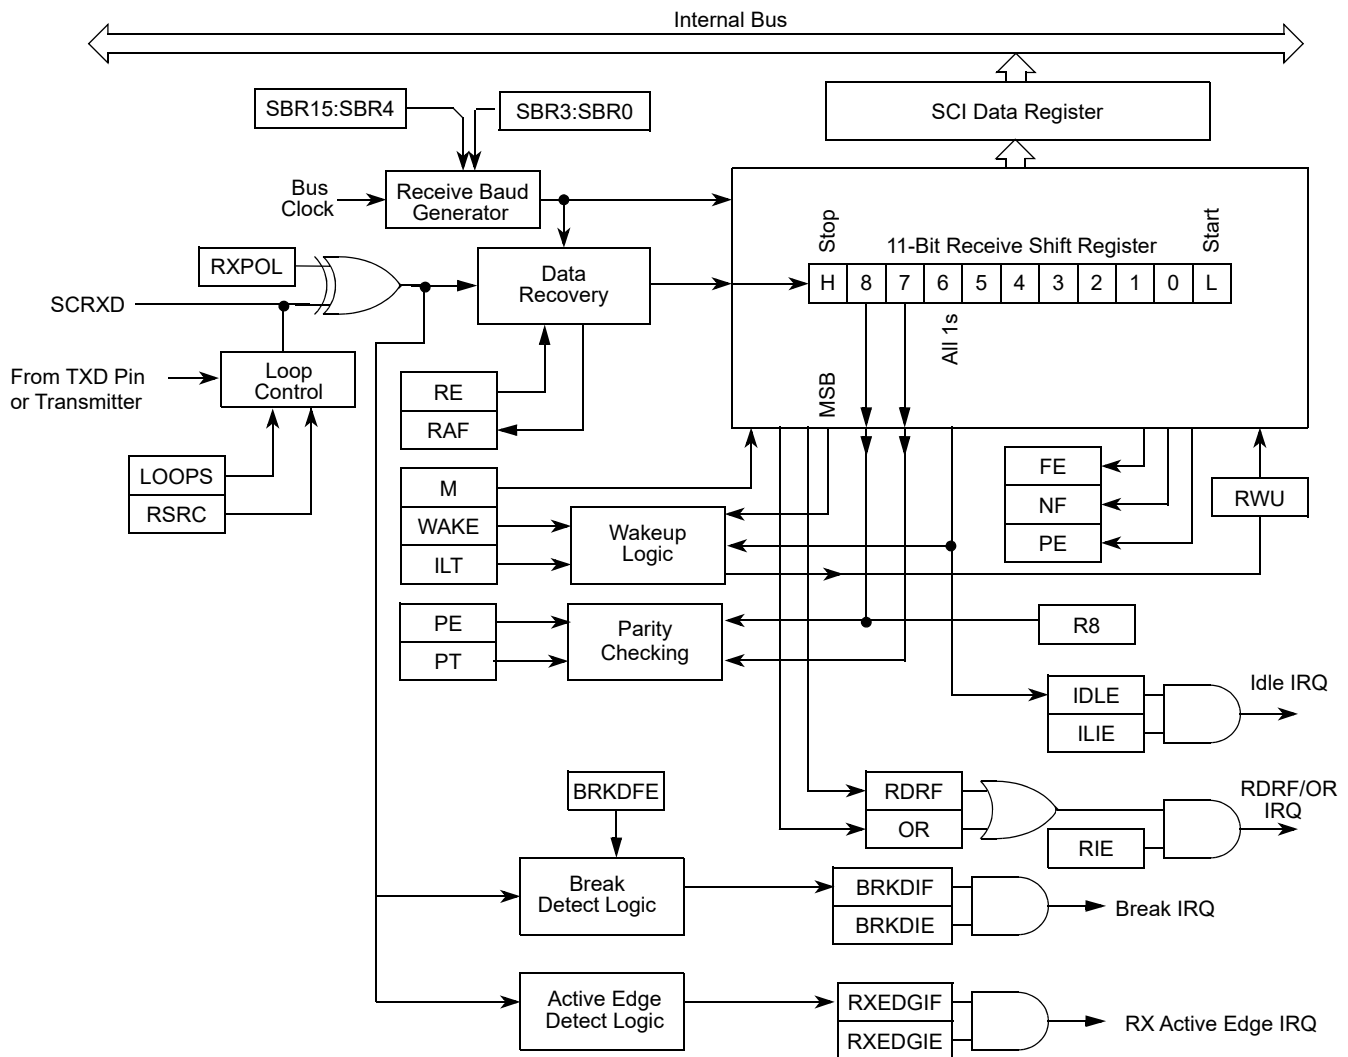 Internal Bus
SBR15:SBR4
SBR3:SBR0
SCI Data Register
Bus
Clock
Receive Baud
Generator
Stop
11-Bit Receive Shift Register
Start
RXPOL
Data
Recovery
H 8 7 6 5 4 3 2 1 0 L
SCRXD
All 1s
From TXD Pin
or Transmitter
Loop
Control
RE
RAF
MSB
LOOPS
RSRC
M
WAKE
ILT
Wakeup
Logic
FE
NF
PE
RWU
PE
PT
Parity
Checking
R8
IDLE
ILIE
Idle IRQ
BRKDFE
RDRF
OR
RIE
RDRF/OR
IRQ
Break
Detect Logic
BRKDIF
BRKDIE
Break IRQ
Active Edge
Detect Logic
RXEDGIF
RXEDGIE
RX Active Edge IRQ